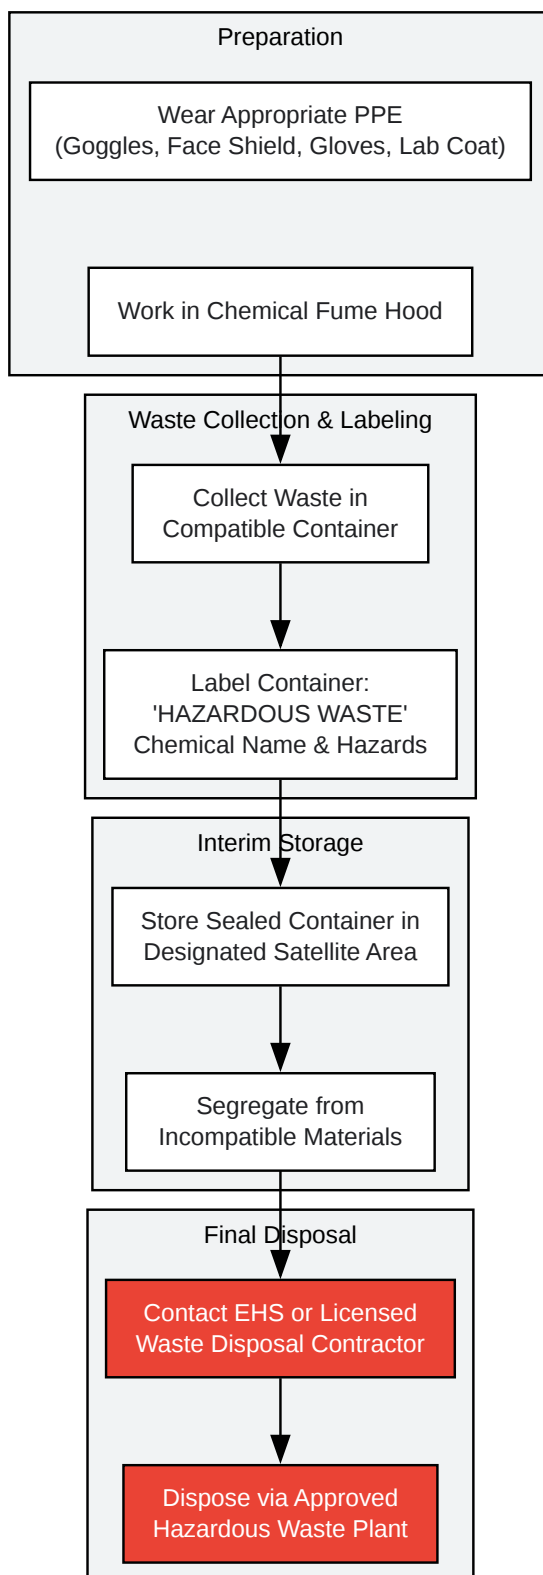 Preparation
Wear Appropriate PPE
(Goggles, Face Shield, Gloves, Lab Coat)
Work in Chemical Fume Hood
Waste Collection & Labeling
Collect Waste in
Compatible Container
Label Container:
'HAZARDOUS WASTE'
Chemical Name & Hazards
Interim Storage
Store Sealed Container in
Designated Satellite Area
Segregate from
Incompatible Materials
Final Disposal
Contact EHS or Licensed
Waste Disposal Contractor
Dispose via Approved
Hazardous Waste Plant